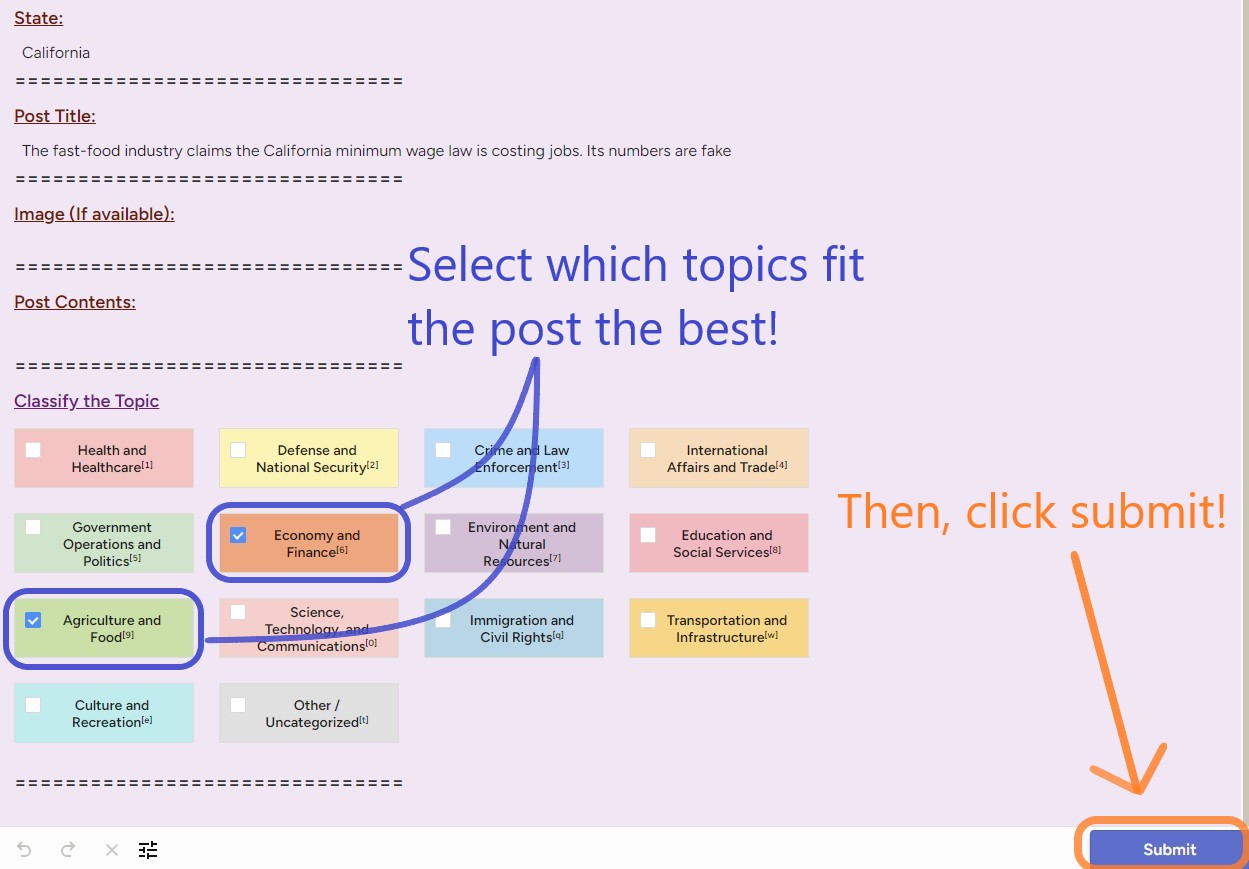 State:
California
===============================
Post Title:
The fast-food industry claims the California minimum wage law is costing jobs. Its numbers are fake
===============================
Image (If available):
===============================
Select which topics fit
the post the best!
Post Contents:
===============================
Classify the Topic
Health and
Healthcare[1]
Defense and
National Security[2]
Crime and Law
Enforcement[3]
International
Affairs and Trade[4]
Government
Operations and
Politics[5]
Economy and
Finance[6]
Environment and
Natural
Resources[7]
Education and
Social Services[8]
Then, click submit!
Agriculture and
Food[9]
Science,
Technology, and
Communications[0]
Immigration and
Civil Rights[q]
Transportation and
Infrastructure[w]
Culture and
Recreation[e]
Other /
Uncategorized[t]
===============================
Submit